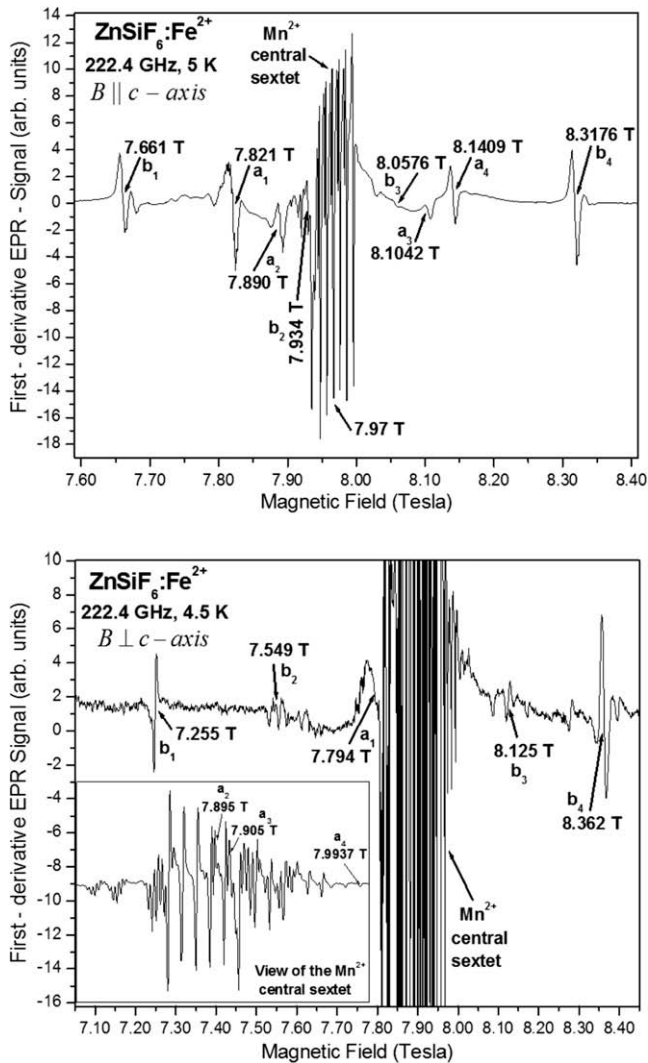 ZnSiF₆:Fe²⁺
222.4 GHz, 5 K
B || c – axis
Mn²⁺
central
sextet
7.661 T
b₁
7.821 T
a₁
a₂
7.890 T
b₂
7.934 T
7.97 T
8.0576 T
b₃
a₃
8.1042 T
8.1409 T
a₄
8.3176 T
b₄
First - derivative EPR - Signal (arb. units)
14
12
10
8
6
4
2
0
-2
-4
-6
-8
-10
-12
-14
-16
-18
7.60 7.70 7.80 7.90 8.00 8.10 8.20 8.30 8.40
Magnetic Field (Tesla)
ZnSiF₆:Fe²⁺
222.4 GHz, 4.5 K
B ⊥ c – axis
7.255 T
b₁
7.549 T
b₂
a₁
7.794 T
8.125 T
b₃
b₄
8.362 T
Mn²⁺
central
sextet
a₂
7.895 T
a₃
7.905 T
a₄
7.9937 T
View of the Mn²⁺
central sextet
First - derivative EPR Signal (arb. units)
10
8
6
4
2
0
-2
-4
-6
-8
-10
-12
-14
-16
7.10 7.25 7.40 7.50 7.60 7.70 7.80 7.90 8.00 8.10 8.20 8.30 8.40
Magnetic Field (Tesla)